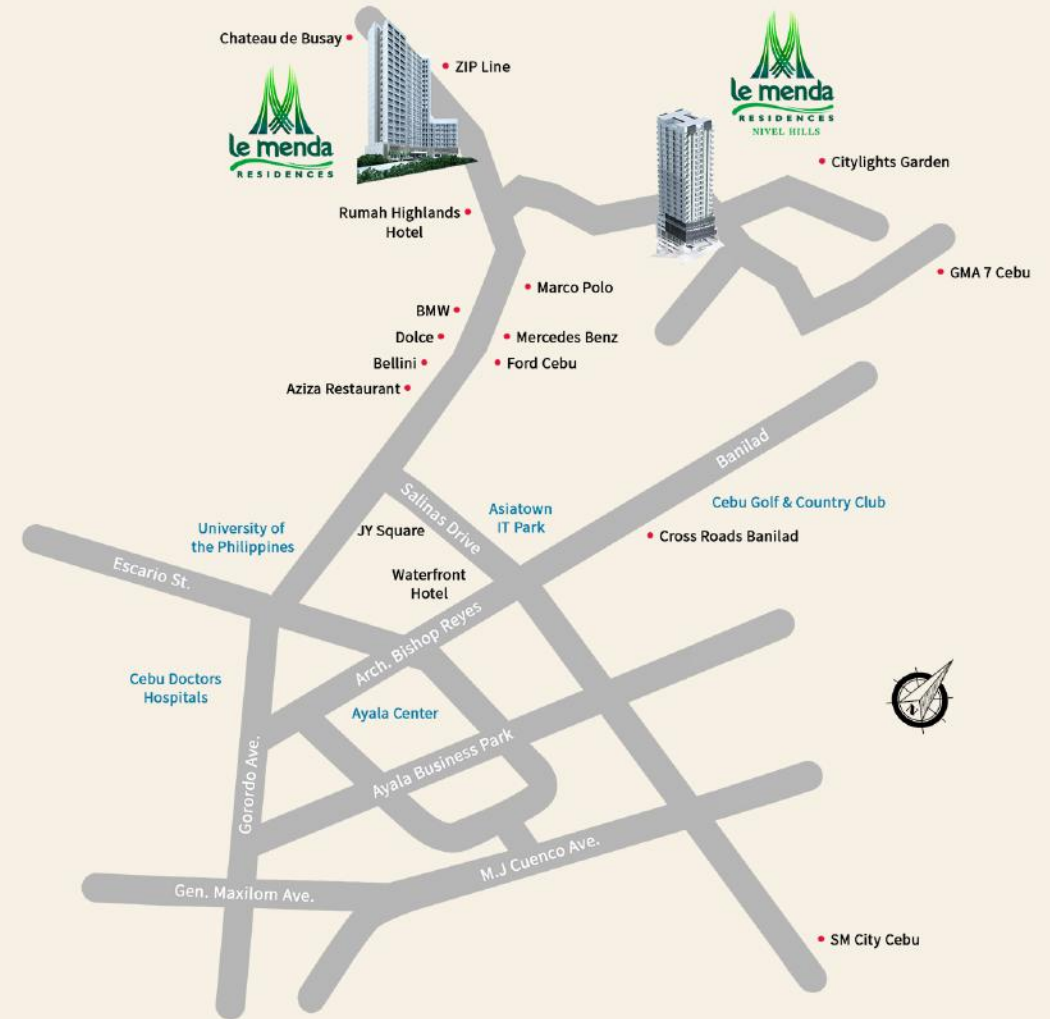 Chateau de Busay
ZIP Line
le menda
RESIDENCES
le menda
RESIDENCES
NIVEL HILLS
Citylights Garden
Rumah Highlands
Hotel
GMA 7 Cebu
Marco Polo
BMW
Dolce
Mercedes Benz
Bellini
Ford Cebu
Aziza Restaurant
Banilad
Salinas Drive
Asiatown
IT Park
Cebu Golf & Country Club
University of
the Philippines
JY Square
Cross Roads Banilad
Escario St.
Waterfront
Hotel
Arch. Bishop Reyes
Cebu Doctors
Hospitals
Ayala Center
N
Ayala Business Park
Gorordo Ave.
M.J Cuenco Ave.
Gen. Maxilom Ave.
SM City Cebu